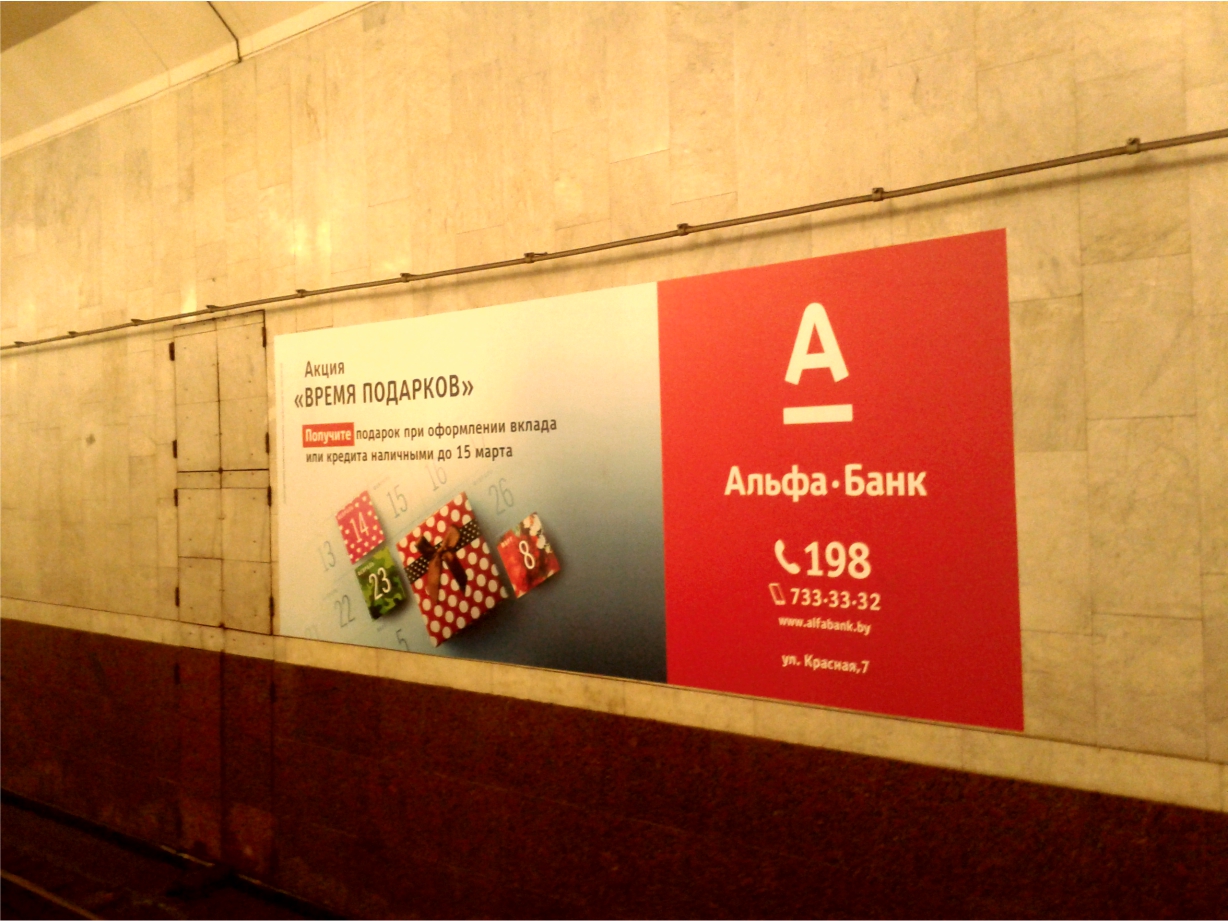 Акция
«ВРЕМЯ ПОДАРКОВ»
Получите подарок при оформлении вклада
или кредита наличными до 15 марта
13
14
15
16
26
22
23
8
5
А
Альфа·Банк
198
733-33-32
www.alfabank.by
ул. Красная,7